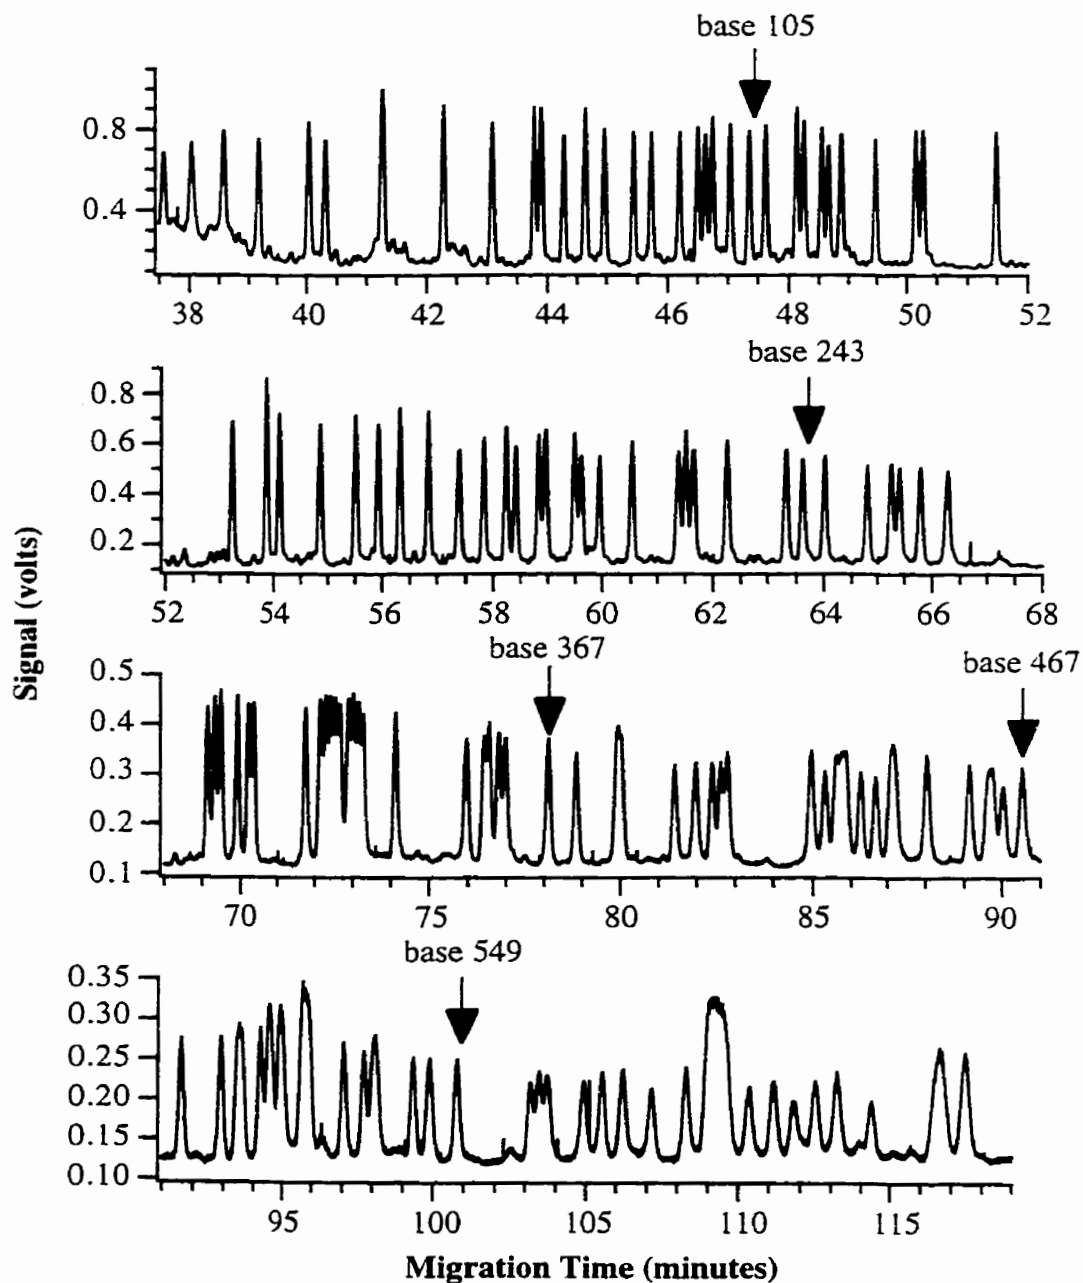 base 105
0.8
0.4
38 40 42 44 46 48 50 52
base 243
0.8
0.6
0.4
0.2
52 54 56 58 60 62 64 66 68
Signal (volts)
base 367
base 467
0.5
0.4
0.3
0.2
0.1
70 75 80 85 90
base 549
0.35
0.30
0.25
0.20
0.15
0.10
95 100 105 110 115
Migration Time (minutes)